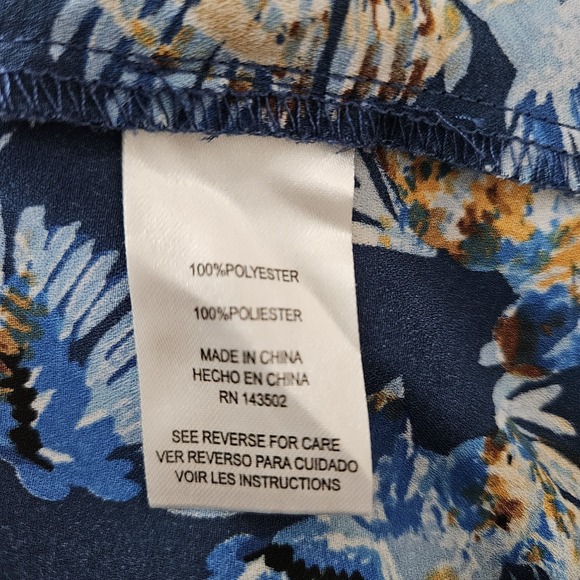 100%POLYESTER
100%POLIESTER
MADE IN CHINA
HECHO EN CHINA
RN 143502
SEE REVERSE FOR CARE
VER REVERSO PARA CUIDADO
VOIR LES INSTRUCTIONS